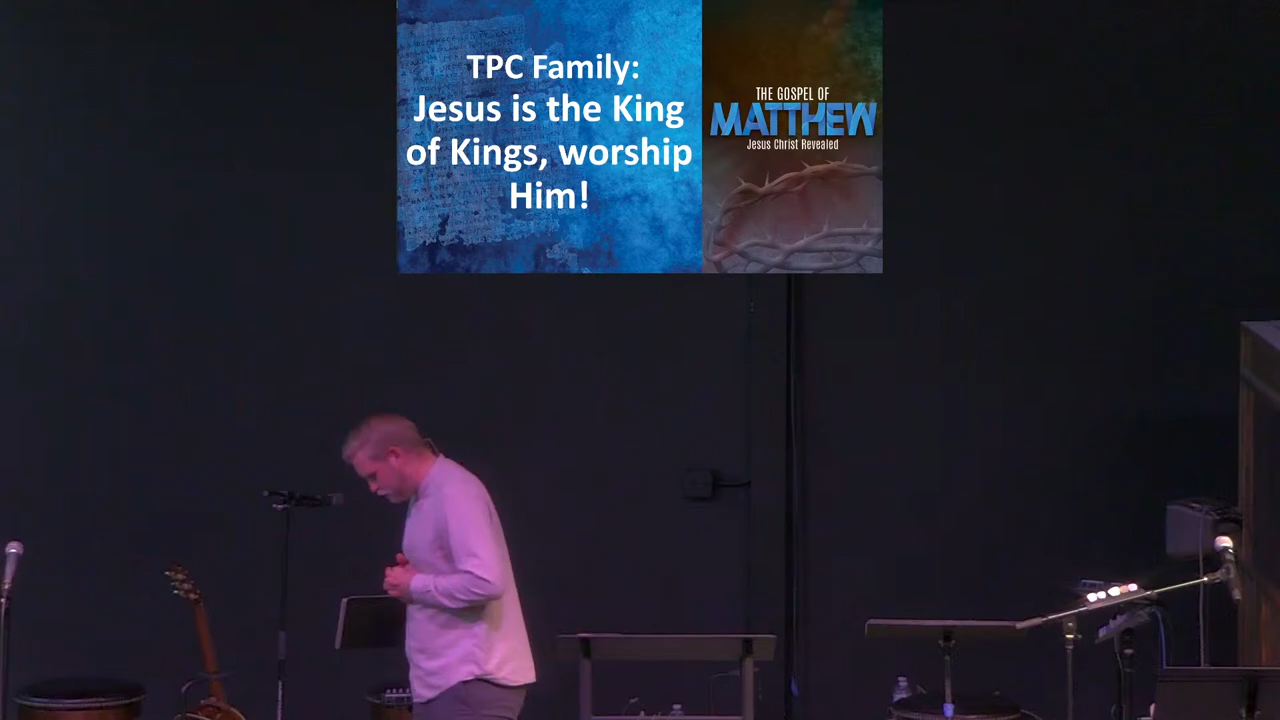 TPC Family:
Jesus is the King
of Kings, worship
Him!
THE GOSPEL OF
MATTHEW
Jesus Christ Revealed